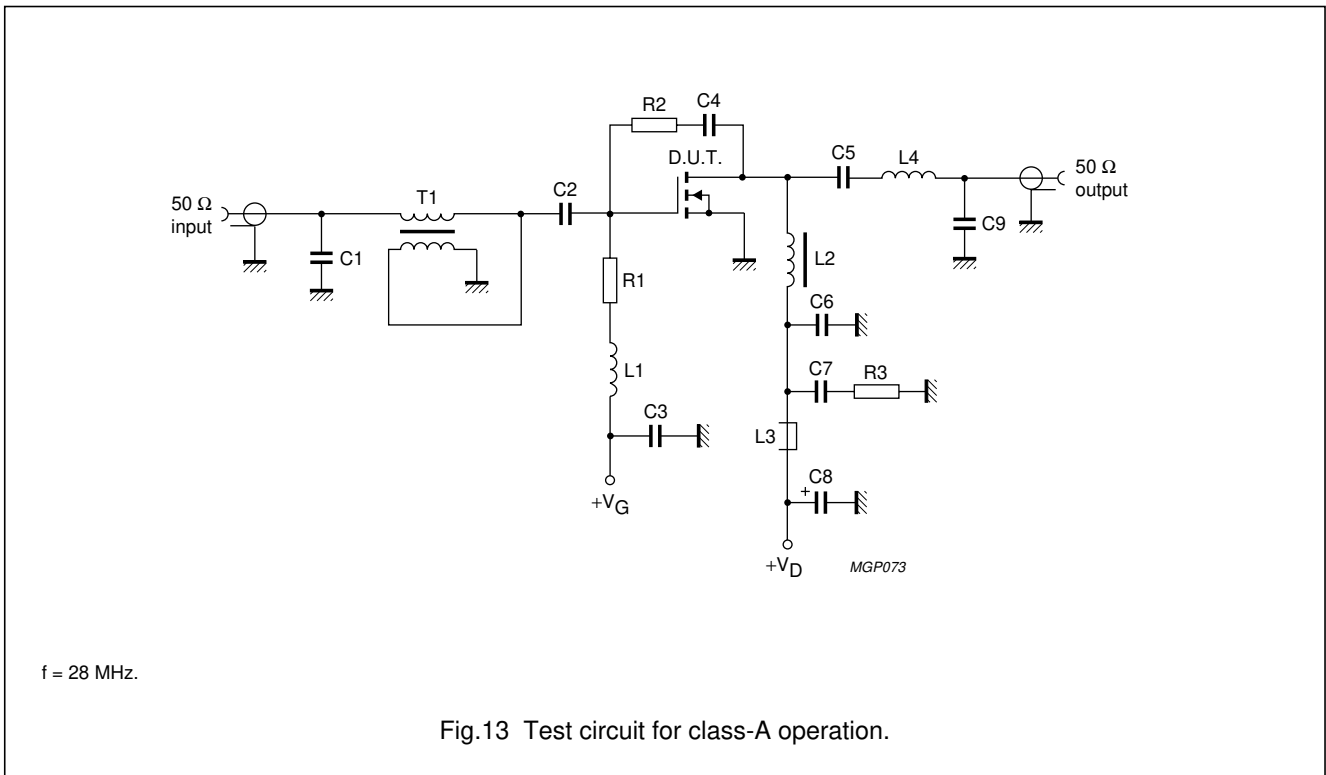 R2
C4
D.U.T.
C5
L4
50 Ω
output
50 Ω
input
T1
C2
C1
C9
R1
L2
C6
L1
C7
R3
C3
L3
C8
+
+VG
+VD
MGP073
f = 28 MHz.
Fig.13 Test circuit for class-A operation.